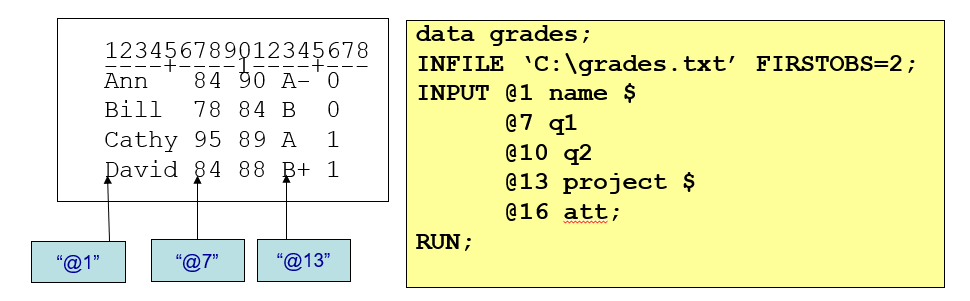 123456789012345678
----+----1----+---
Ann   84 90 A- 0
Bill  78 84 B  0
Cathy 95 89 A  1
David 84 88 B+ 1
“@1”
“@7”
“@13”
data grades;
INFILE ‘C:\grades.txt’ FIRSTOBS=2;
INPUT @1 name $
@7 q1
@10 q2
@13 project $
@16 att;
RUN;